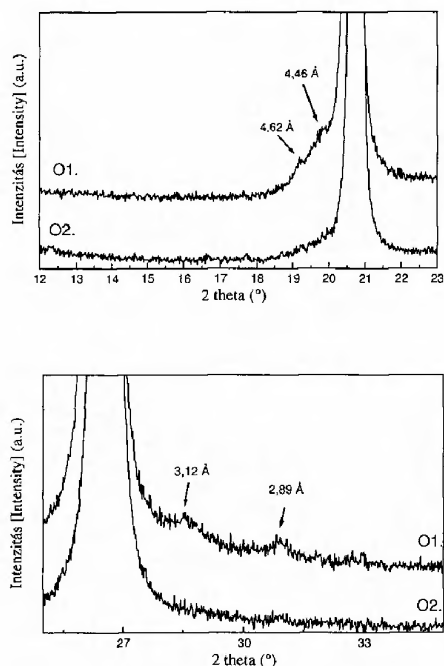 Intenzitás [Intensity] (a.u.)
4,46 Å
4,62 Å
O1.
O2.
12 13 14 15 16 17 18 19 20 21 22 23
2 theta (°)
Intenzitás [Intensity] (a.u.)
3,12 Å
2,89 Å
O1.
O2.
27 30 33
2 theta (°)